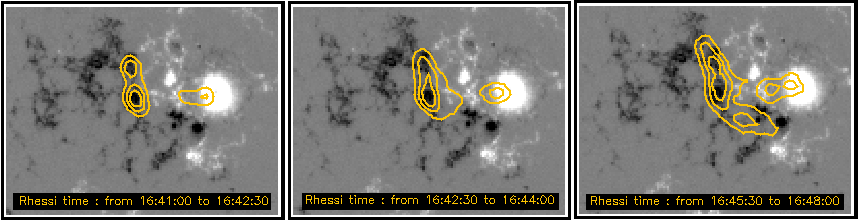 Rhessi time : from 16:41:00 to 16:42:30
Rhessi time : from 16:42:30 to 16:44:00
Rhessi time : from 16:45:30 to 16:48:00